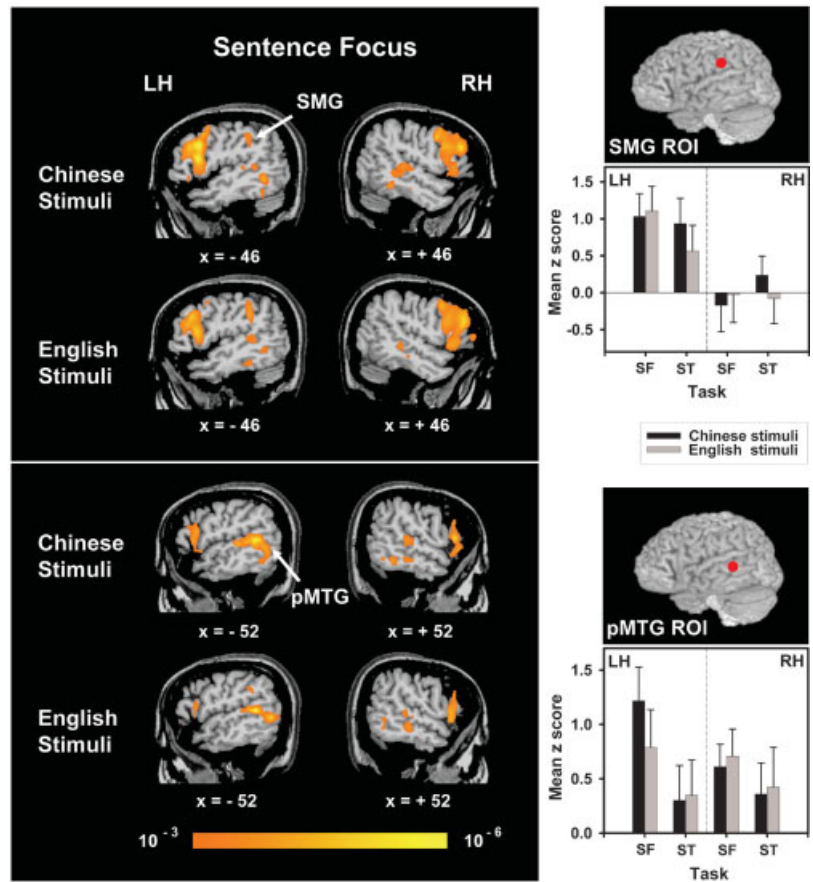 Sentence Focus
LH
RH
SMG
Chinese
Stimuli
x = - 46
x = + 46
English
Stimuli
x = - 46
x = + 46
Chinese
Stimuli
pMTG
x = - 52
x = + 52
English
Stimuli
x = - 52
x = + 52
10 -3
10 -6
SMG ROI
LH
RH
1.5
1.0
0.5
0.0
-0.5
Mean z score
SF
ST
SF
ST
Task
Chinese stimuli
English stimuli
pMTG ROI
LH
RH
1.5
1.0
0.5
0.0
Mean z score
SF
ST
SF
ST
Task